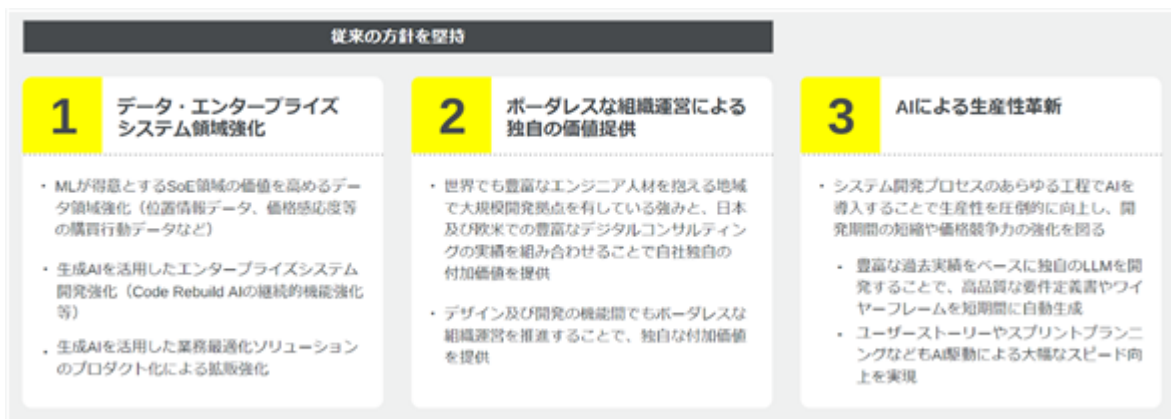 従来の方針を堅持
1
データ・エンタープライズ
システム領域強化
・ MLが得意とするSoE領域の価値を高めるデー
タ領域強化（位置情報データ、価格感応度等
の購買行動データなど）
・ 生成AIを活用したエンタープライズシステム
開発強化（Code Rebuild AIの継続的機能強化
等）
・ 生成AIを活用した業務最適化ソリューション
のプロダクト化による拡販強化
2
ボーダレスな組織運営による
独自の価値提供
・ 世界でも豊富なエンジニア人材を抱える地域
で大規模開発拠点を有している強みと、日本
及び欧米での豊富なデジタルコンサルティン
グの実績を組み合わせることで自社独自の
付加価値を提供
・ デザイン及び開発の機能間でもボーダレスな
組織運営を推進することで、独自な付加価値
を提供
3
AIによる生産性革新
・ システム開発プロセスのあらゆる工程でAIを
導入することで生産性を圧倒的に向上し、開
発期間の短縮や価格競争力の強化を図る
・ 豊富な過去実績をベースに独自のLLMを開
発することで、高品質な要件定義書やワイ
ヤーフレームを短期間に自動生成
・ ユーザーストーリーやスプリントプランニ
ングなどもAI駆動による大幅なスピード向
上を実現